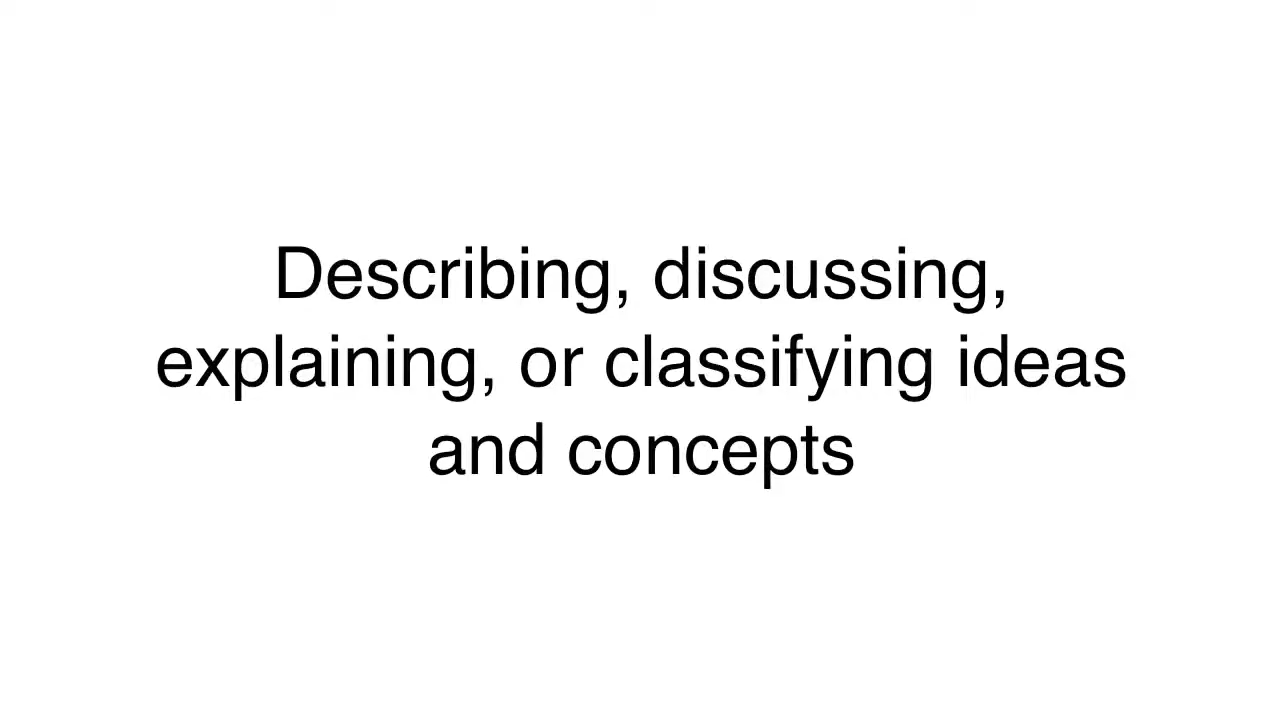 Describing, discussing,
explaining, or classifying ideas
and concepts